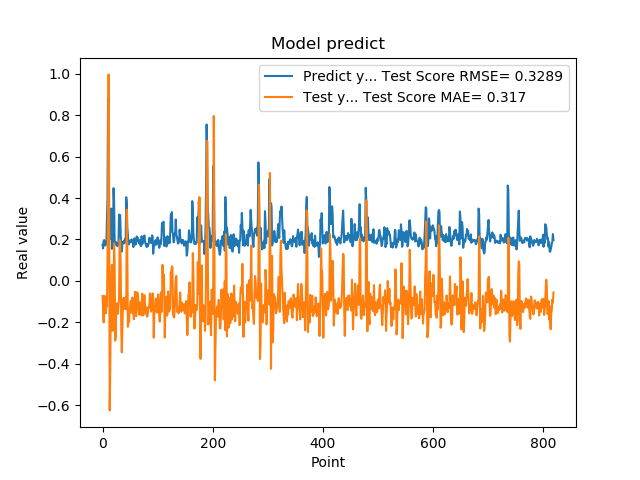 Model predict
Predict y... Test Score RMSE= 0.3289
Test y... Test Score MAE= 0.317
1.0
0.8
0.6
0.4
0.2
0.0
−0.2
−0.4
−0.6
Real value
0 200 400 600 800
Point